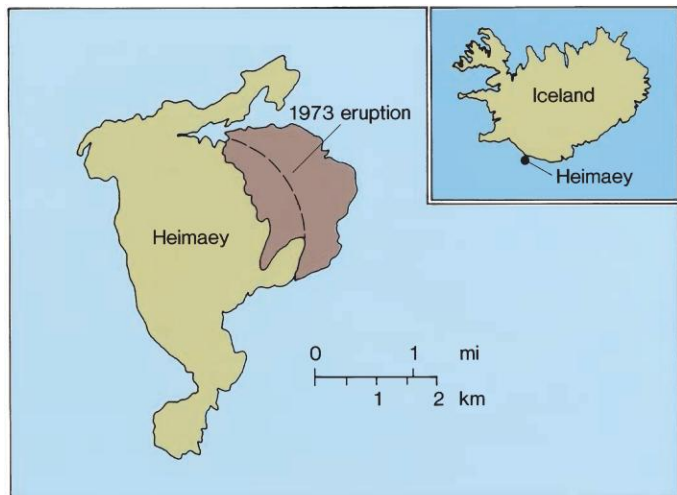 1973 eruption
Heimaey
Iceland
Heimaey
0 1 mi
1 2 km